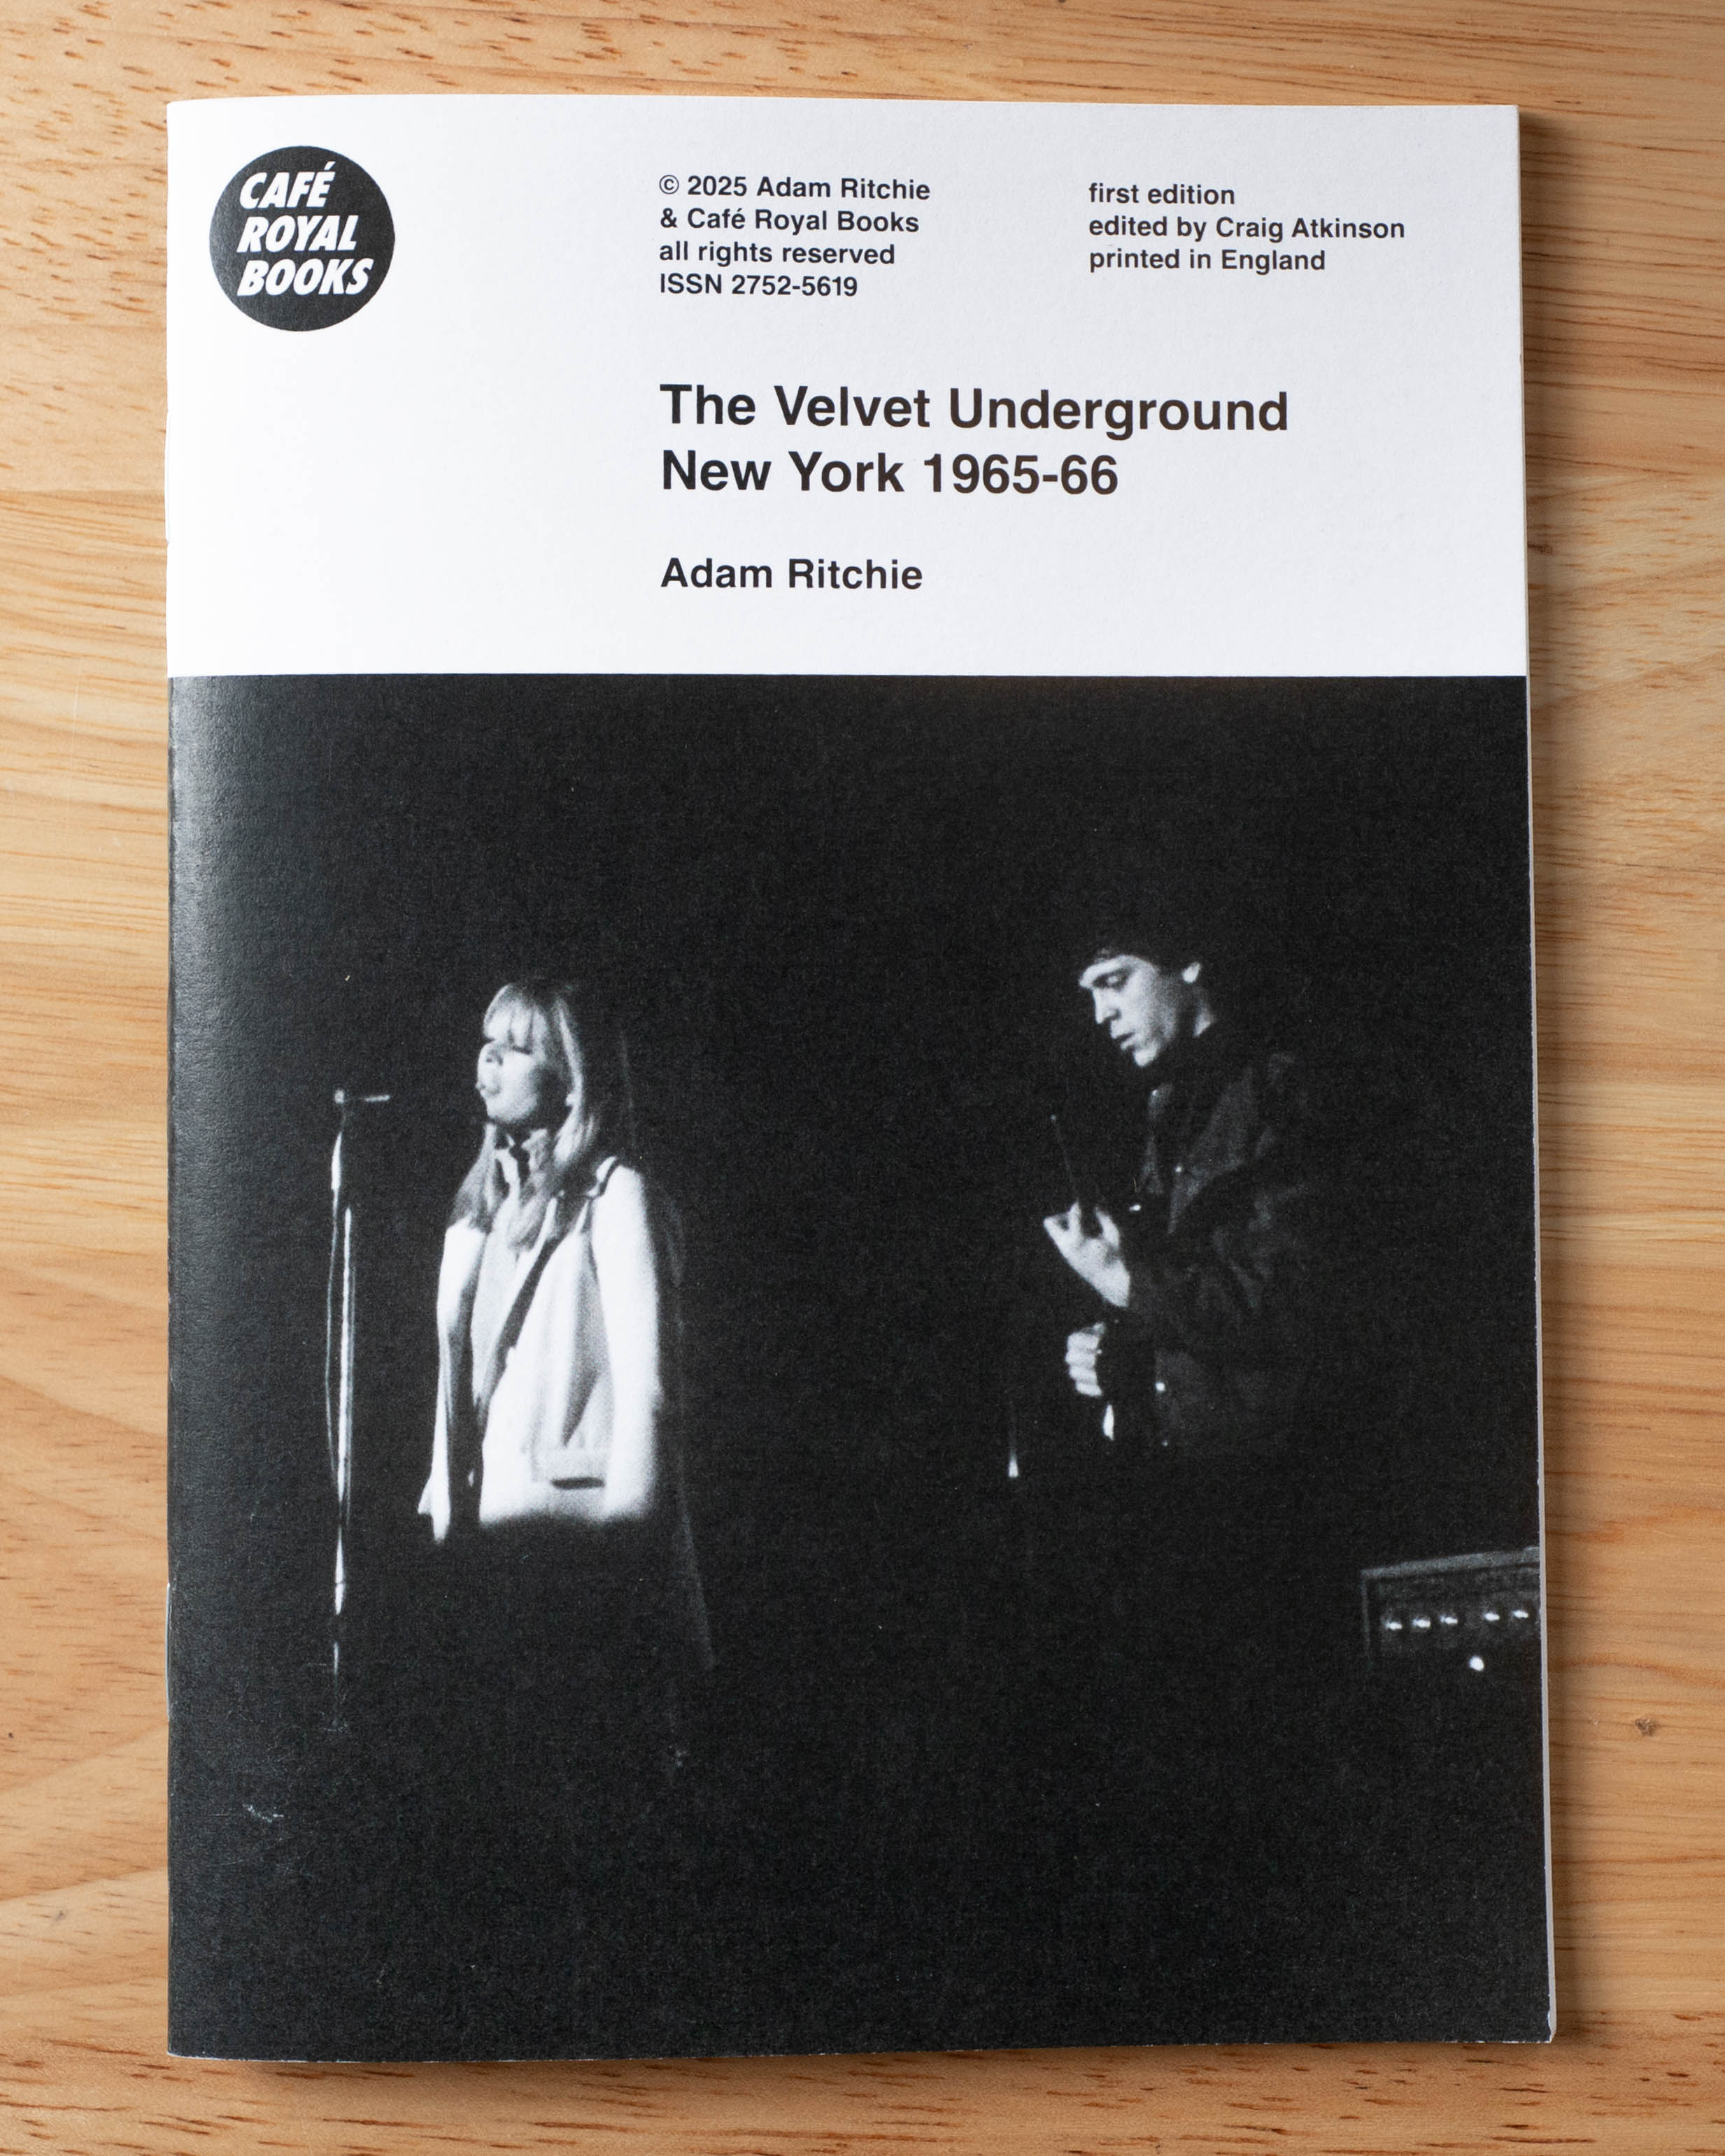 CAFÉ
ROYAL
BOOKS
© 2025 Adam Ritchie
& Café Royal Books
all rights reserved
ISSN 2752-5619
first edition
edited by Craig Atkinson
printed in England
The Velvet Underground
New York 1965-66
Adam Ritchie